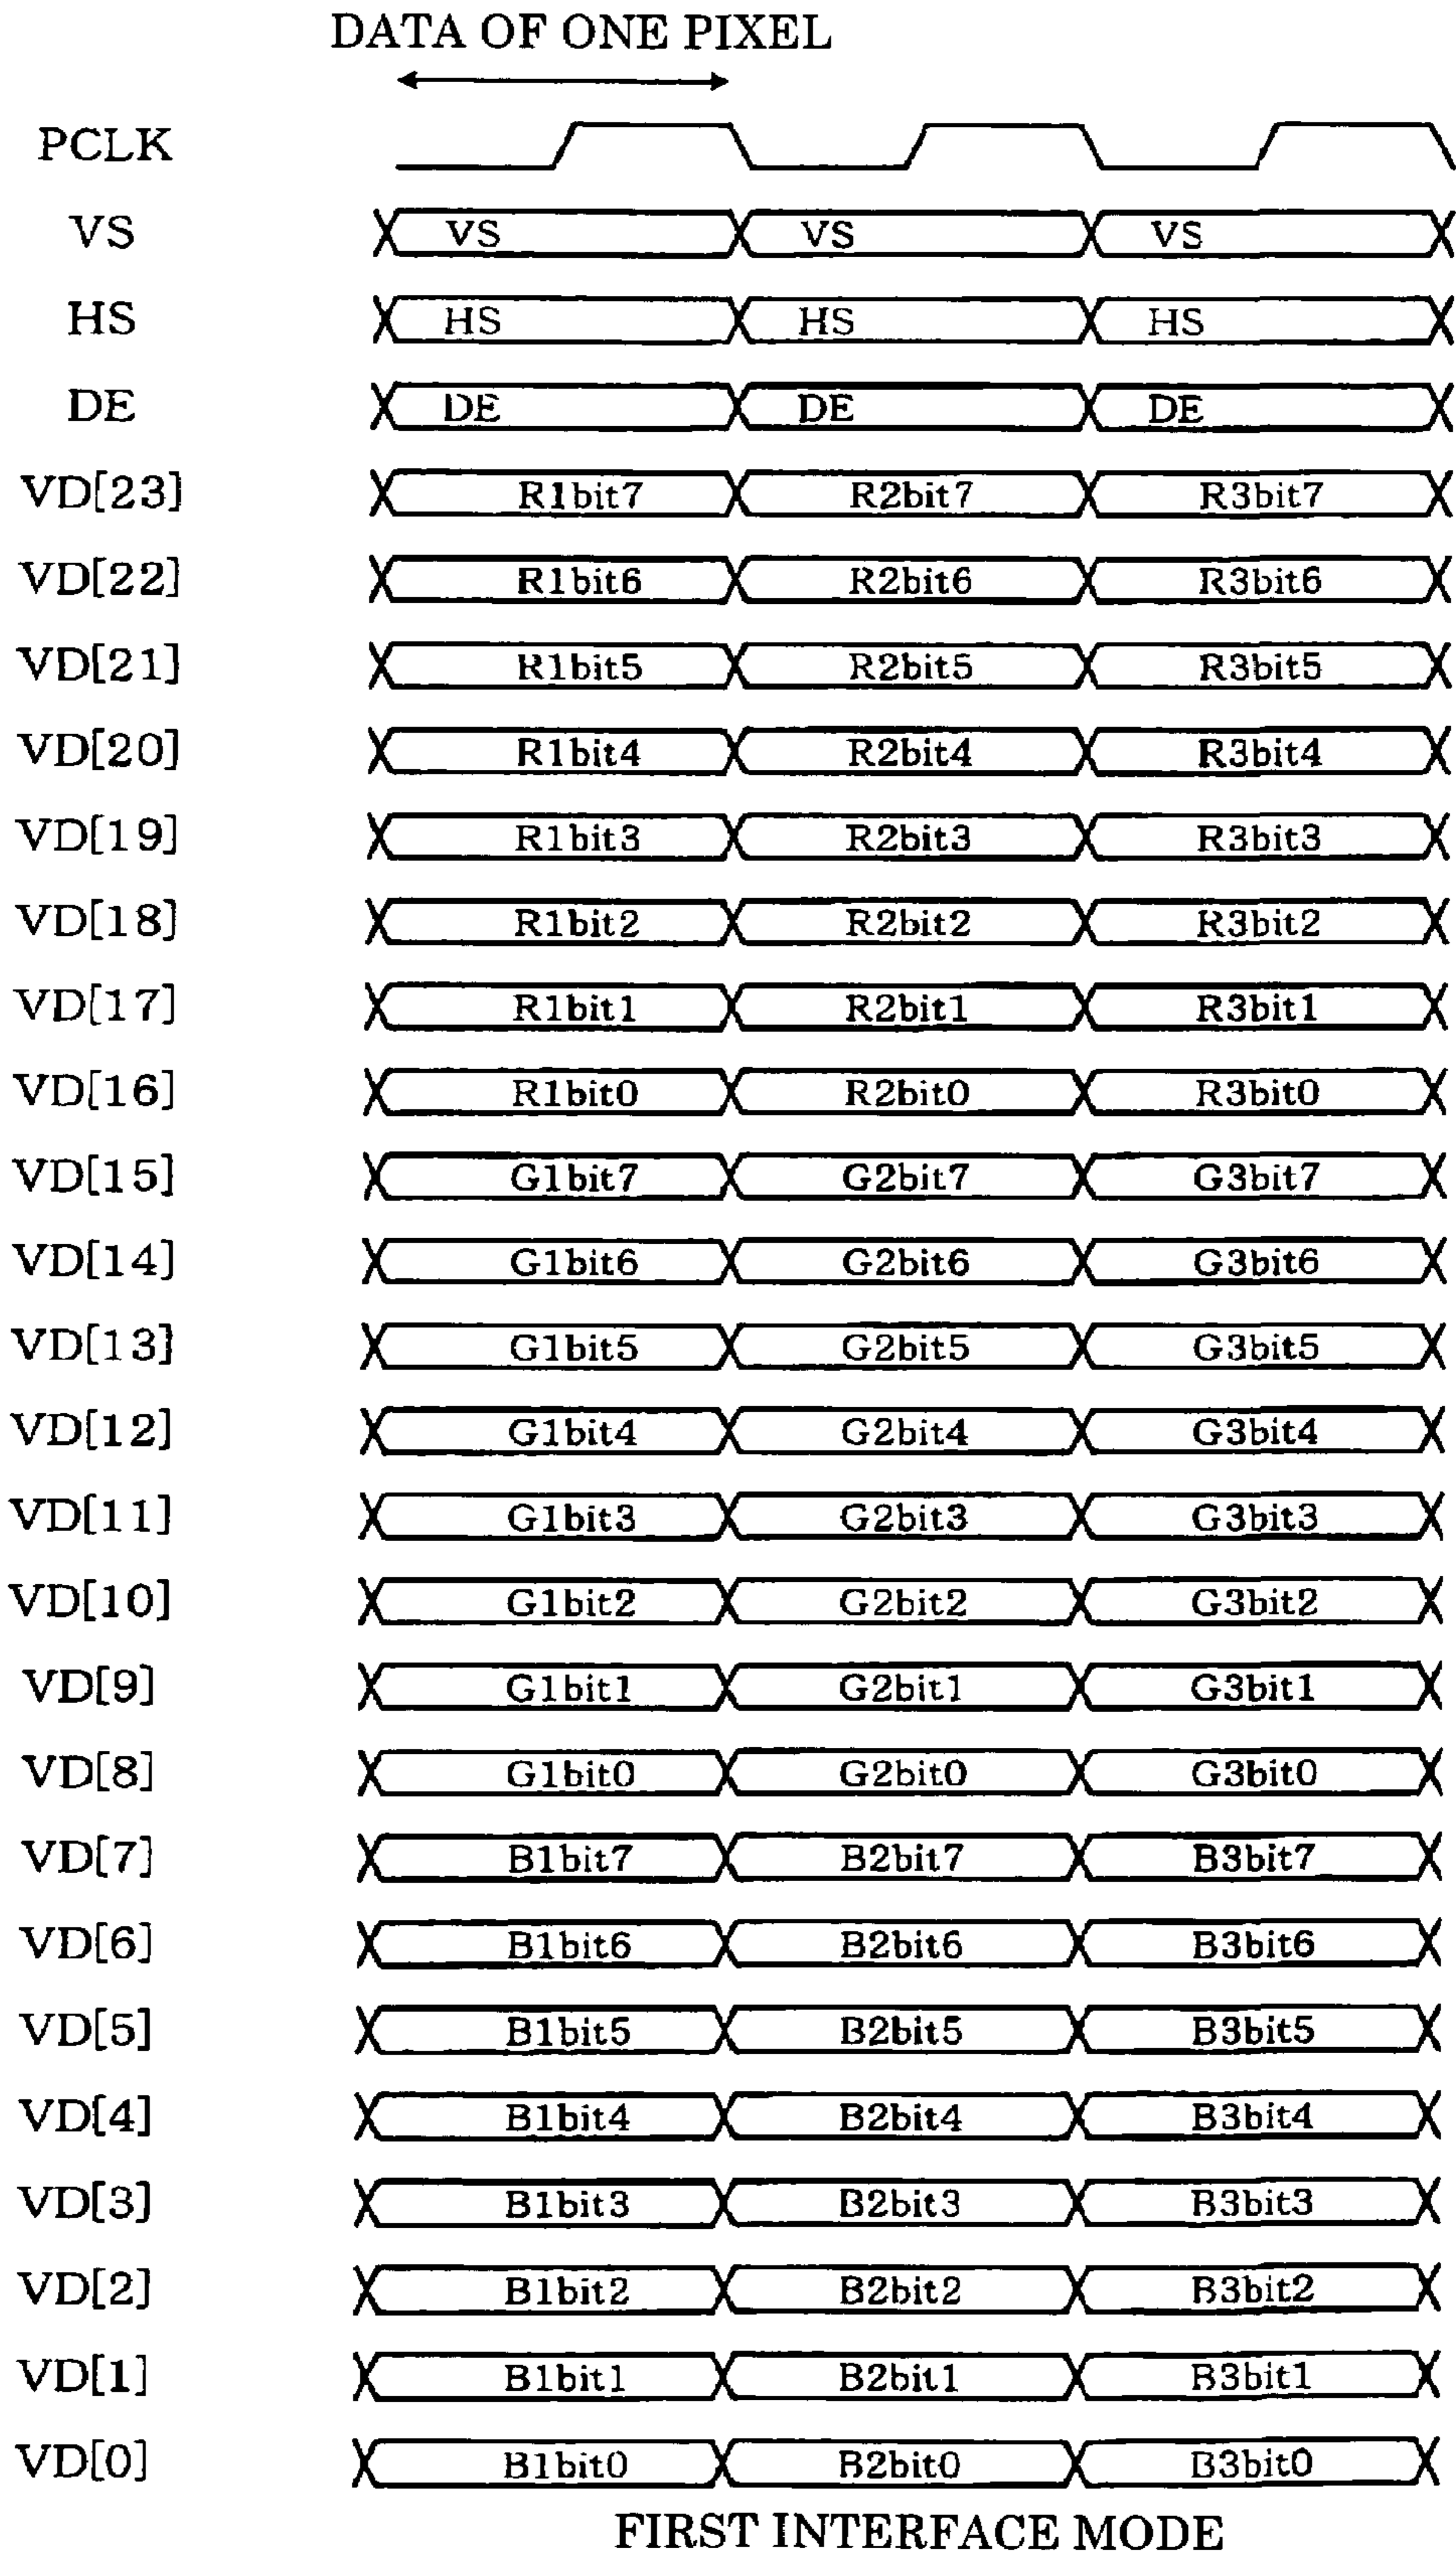 DATA OF ONE PIXEL
PCLK
VS VS VS VS
HS HS HS HS
DE DE DE DE
VD[23] R1bit7 R2bit7 R3bit7
VD[22] R1bit6 R2bit6 R3bit6
VD[21] R1bit5 R2bit5 R3bit5
VD[20] R1bit4 R2bit4 R3bit4
VD[19] R1bit3 R2bit3 R3bit3
VD[18] R1bit2 R2bit2 R3bit2
VD[17] R1bit1 R2bit1 R3bit1
VD[16] R1bit0 R2bit0 R3bit0
VD[15] G1bit7 G2bit7 G3bit7
VD[14] G1bit6 G2bit6 G3bit6
VD[13] G1bit5 G2bit5 G3bit5
VD[12] G1bit4 G2bit4 G3bit4
VD[11] G1bit3 G2bit3 G3bit3
VD[10] G1bit2 G2bit2 G3bit2
VD[9] G1bit1 G2bit1 G3bit1
VD[8] G1bit0 G2bit0 G3bit0
VD[7] B1bit7 B2bit7 B3bit7
VD[6] B1bit6 B2bit6 B3bit6
VD[5] B1bit5 B2bit5 B3bit5
VD[4] B1bit4 B2bit4 B3bit4
VD[3] B1bit3 B2bit3 B3bit3
VD[2] B1bit2 B2bit2 B3bit2
VD[1] B1bit1 B2bit1 B3bit1
VD[0] B1bit0 B2bit0 B3bit0
FIRST INTERFACE MODE